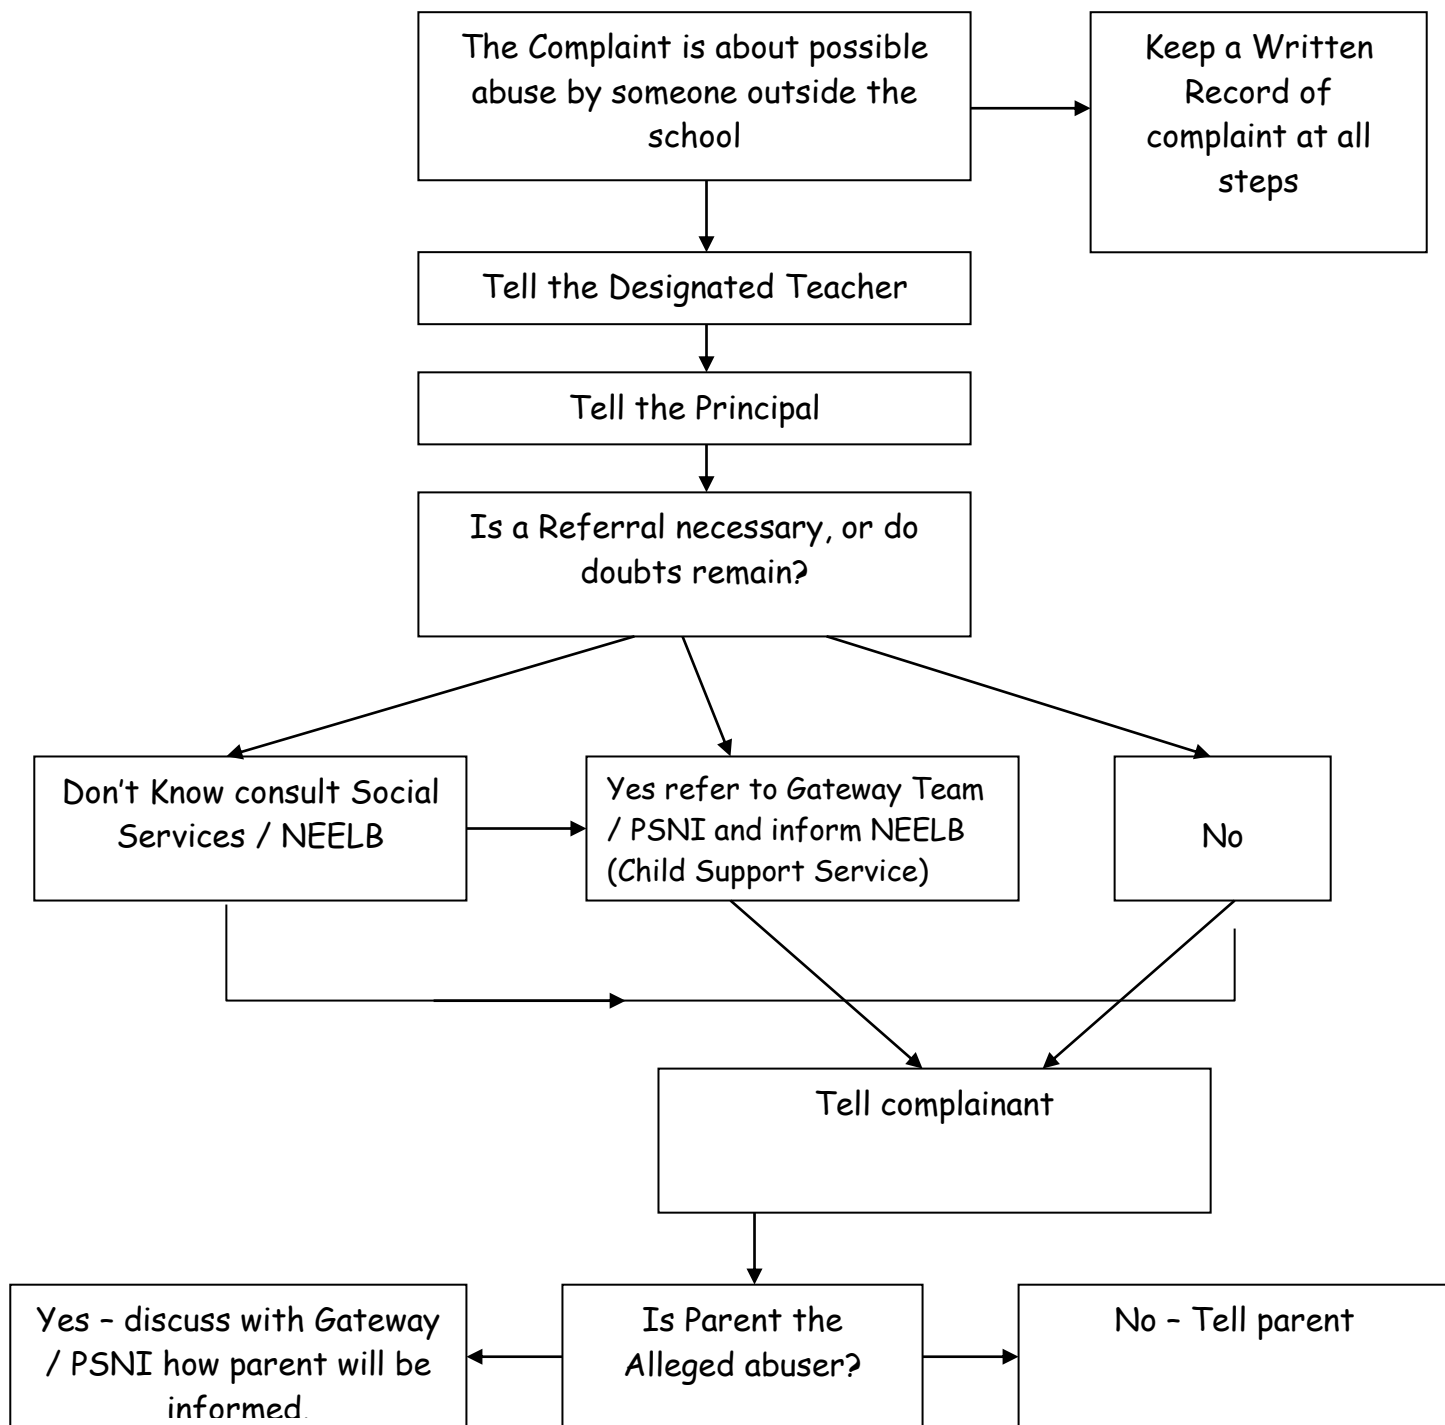 The Complaint is about possible
abuse by someone outside the
school
Keep a Written
Record of
complaint at all
steps
Tell the Designated Teacher
Tell the Principal
Is a Referral necessary, or do
doubts remain?
Don't Know consult Social
Services / NEELB
Yes refer to Gateway Team
/ PSNI and inform NEELB
(Child Support Service)
No
Tell complainant
Yes – discuss with Gateway
/ PSNI how parent will be
informed.
Is Parent the
Alleged abuser?
No – Tell parent